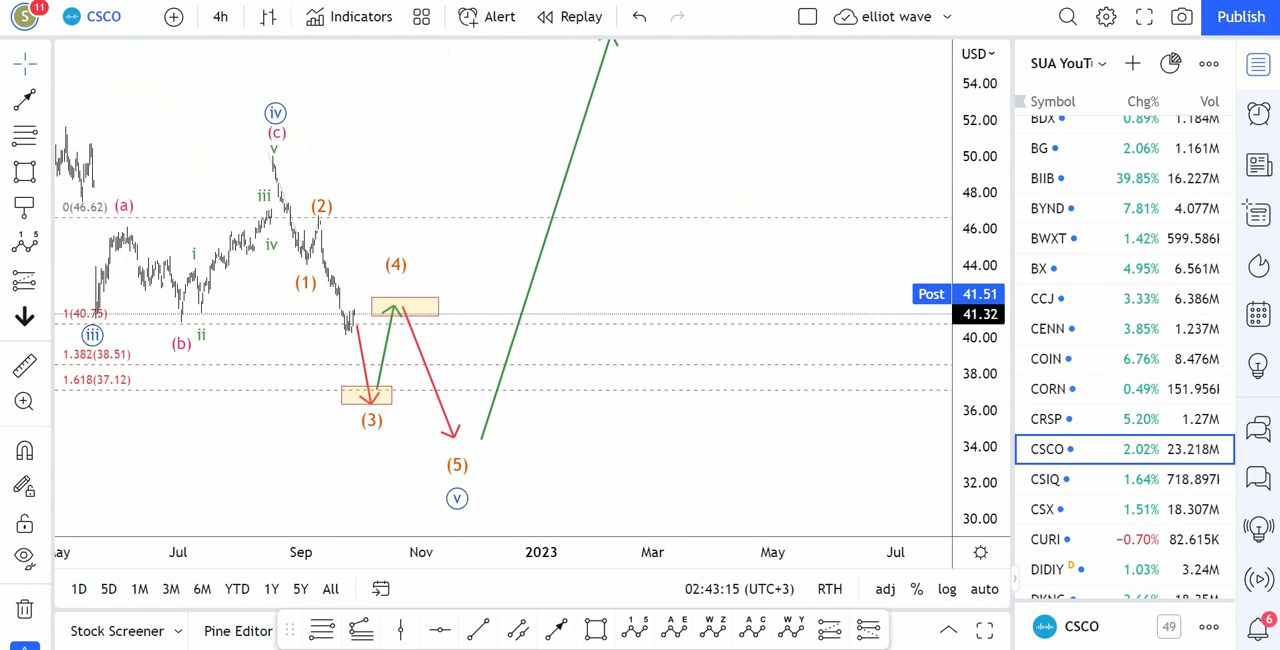 S 11 CSCO 4h Indicators Alert Replay elliot wave Publish
USD
54.00
52.00
50.00
48.00
46.00
44.00
Post 41.51
41.32
40.00
38.00
36.00
34.00
32.00
30.00
iv
(c)
v
iii
iv
(2)
0(46.62) (a)
i
(1)
(4)
1(40.75)
iii
(b) ii
1.382(38.51)
1.618(37.12)
(3)
(5)
v
ay Jul Sep Nov 2023 Mar May Jul
1D 5D 1M 3M 6M YTD 1Y 5Y All 02:43:15 (UTC+3) RTH adj % log auto
Stock Screener Pine Editor
1 5 A E W Z A C W Y
SUA YouT
Symbol Chg% Vol
BDX 0.89% 1.184M
BG 2.06% 1.161M
BIIB 39.85% 16.227M
BYND 7.81% 4.077M
BWXT 1.42% 599.586K
BX 4.95% 6.561M
CCJ 3.33% 6.386M
CENN 3.85% 1.237M
COIN 6.76% 8.476M
CORN 0.49% 151.956K
CRSP 5.20% 1.27M
CSCO 2.02% 23.218M
CSIQ 1.64% 718.897K
CSX 1.51% 18.307M
CURI −0.70% 82.615K
DIDIY D 1.03% 3.24M
CSCO 49
6